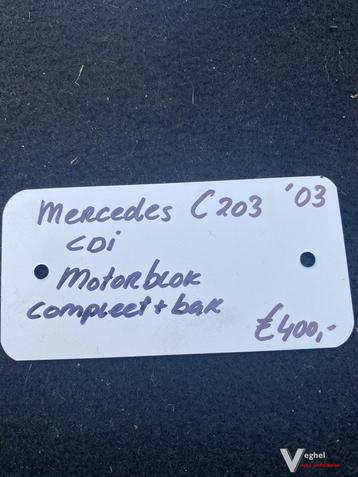 Mercedes C203 '03
CDi
Motorblok
compleet + bak
€400,-
Veghel